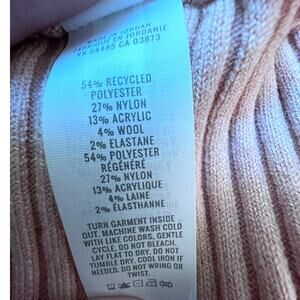 MADE IN JORDAN
FABRIQUÉ EN JORDANIE
RN 54485 CA 03873
54% RECYCLED
POLYESTER
27% NYLON
13% ACRYLIC
4% WOOL
2% ELASTANE
54% POLYESTER
RÉGÉNÉRÉ
27% NYLON
13% ACRYLIQUE
4% LAINE
2% ÉLASTHANNE
TURN GARMENT INSIDE
OUT. MACHINE WASH COLD
WITH LIKE COLORS, GENTLE
CYCLE. DO NOT BLEACH.
LAY FLAT TO DRY. DO NOT
TUMBLE DRY. COOL IRON IF
NEEDED. DO NOT WRING OR
TWIST.